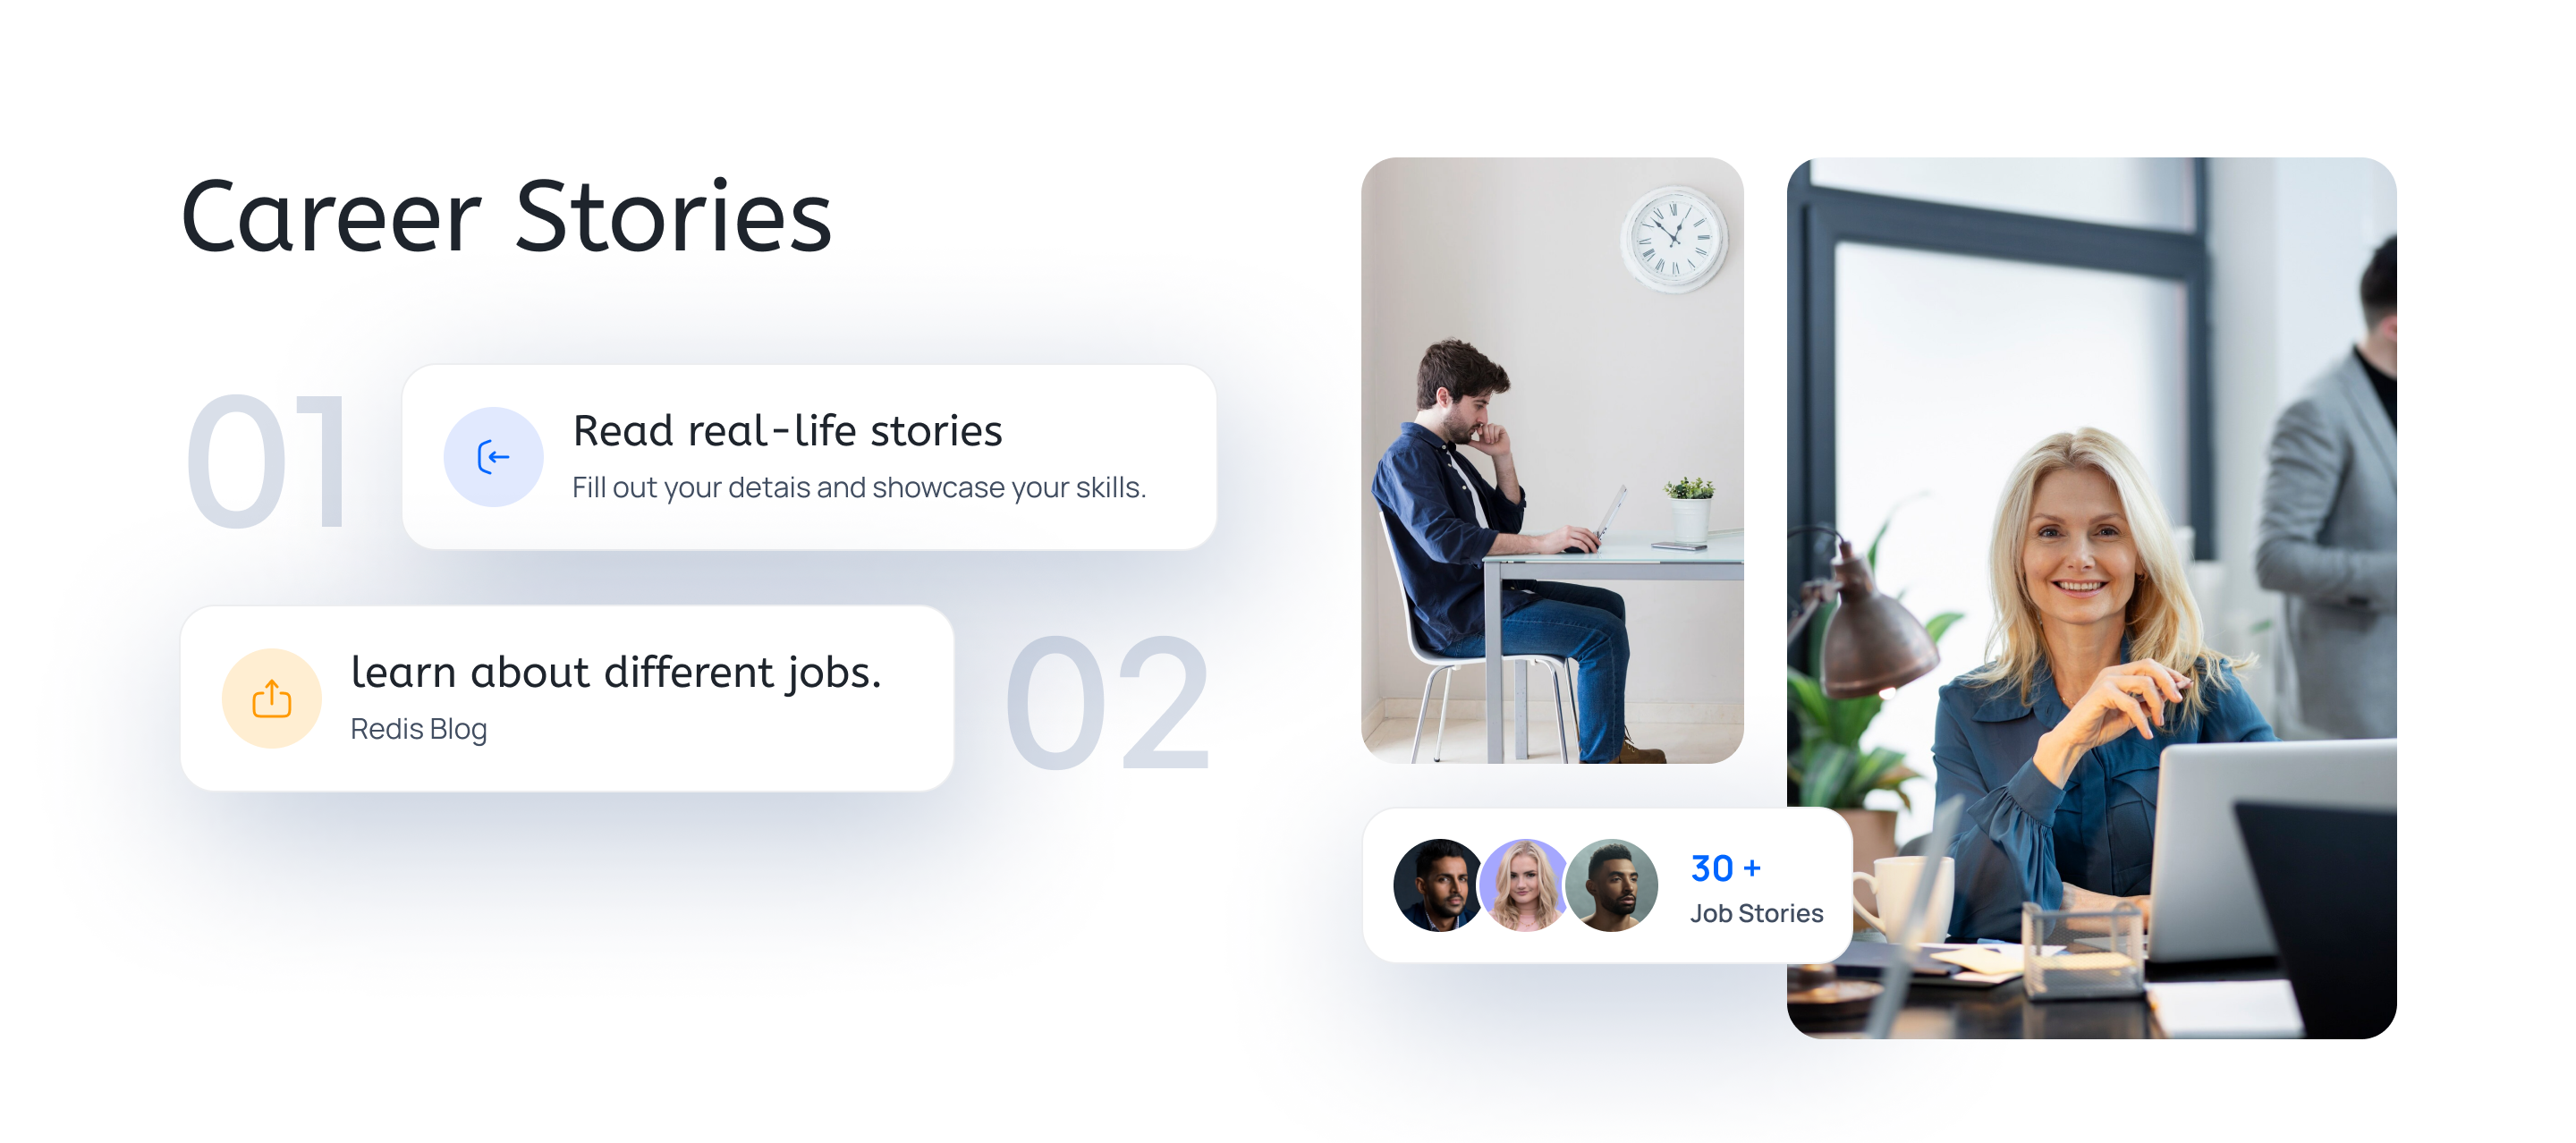 Career Stories
01
Read real-life stories
Fill out your detais and showcase your skills.
learn about different jobs.
Redis Blog
02
30 +
Job Stories